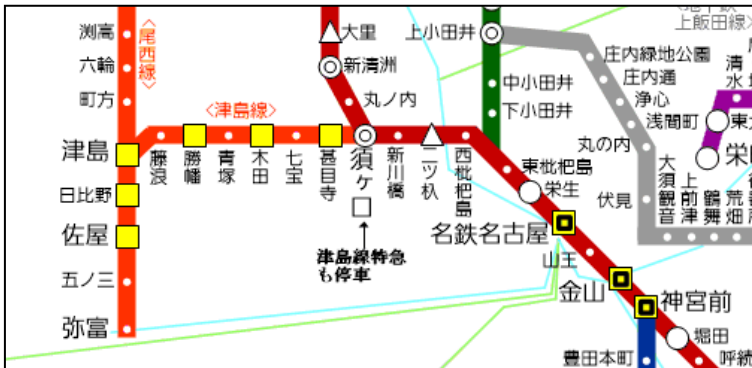 渕高
六輪
町方
〈尾西線〉
〈津島線〉
津島
日比野
佐屋
五ノ三
弥富
藤浪
勝幡
青塚
木田
七宝
甚目寺
須ヶ口
津島線特急
も停車
新川橋
二ツ杁
西枇杷島
大里
新清洲
丸ノ内
上小田井
中小田井
下小田井
東枇杷島
栄生
名鉄名古屋
山王
金山
神宮前
堀田
呼続
豊田本町
上飯田線〉
庄内緑地公園
庄内通
浄心
浅間町
丸の内
伏見
大須観音
上前津
鶴舞
荒畑
清水